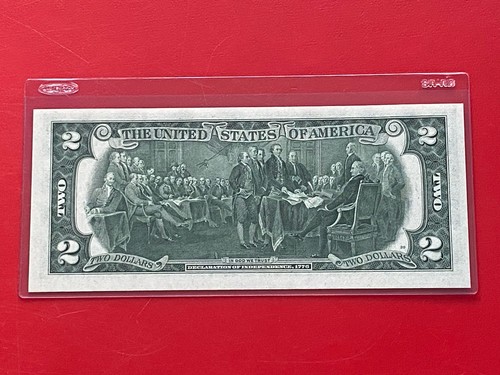 2 THE UNITED STATES OF AMERICA 2
TWO TWO
2 IN GOD WE TRUST 2
TWO DOLLARS DECLARATION OF INDEPENDENCE, 1776 TWO DOLLARS